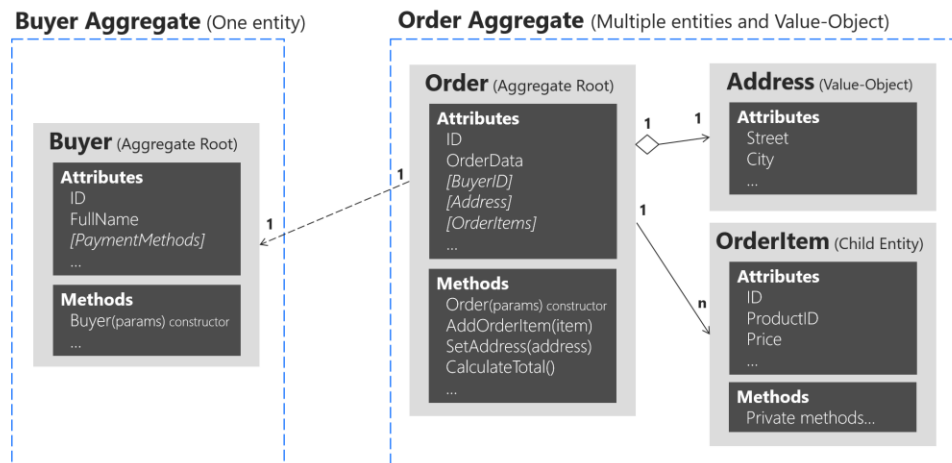 Buyer Aggregate (One entity)
Buyer (Aggregate Root)
Attributes
ID
FullName
[PaymentMethods]
...
Methods
Buyer(params) constructor
...
1
1
Order Aggregate (Multiple entities and Value-Object)
Order (Aggregate Root)
Attributes
ID
OrderData
[BuyerID]
[Address]
[OrderItems]
...
Methods
Order(params) constructor
AddOrderItem(item)
SetAddress(address)
CalculateTotal()
...
1
1
1
n
Address (Value-Object)
Attributes
Street
City
...
OrderItem (Child Entity)
Attributes
ID
ProductID
Price
...
Methods
Private methods...